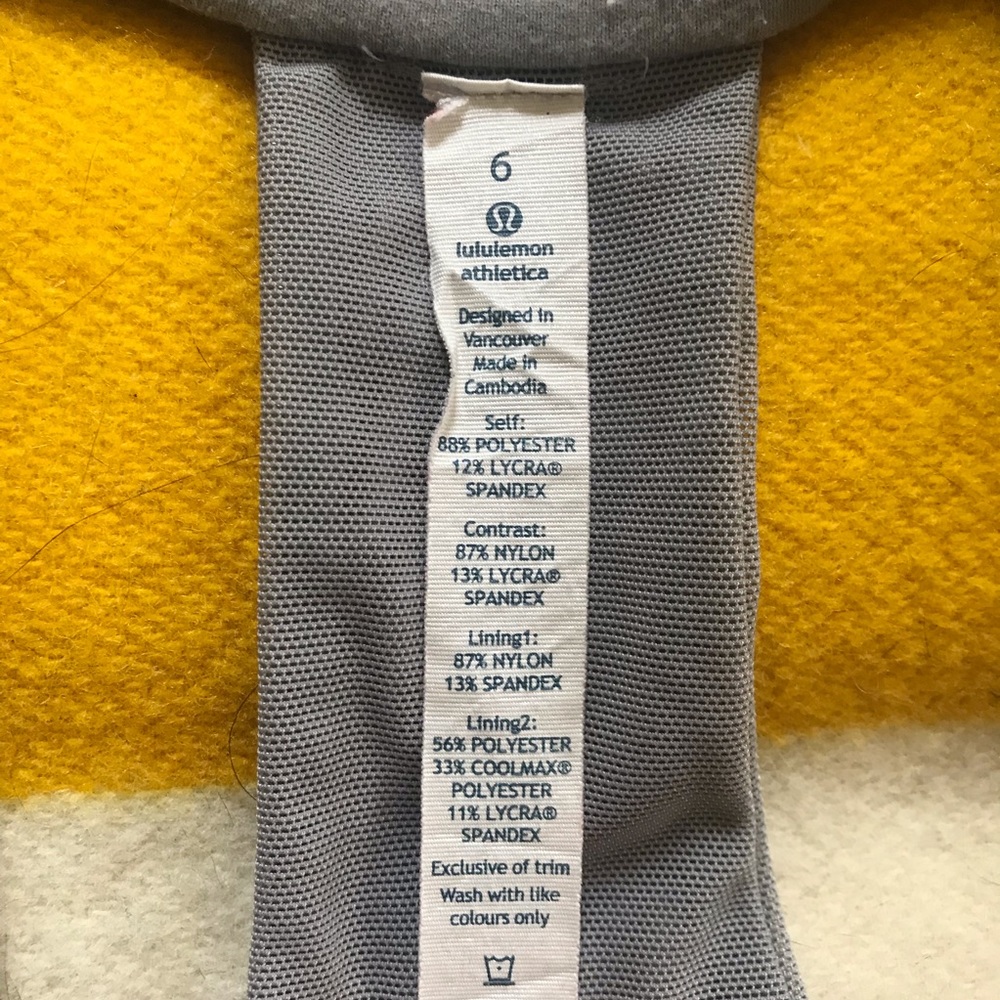 6
lululemon
athletica
Designed in
Vancouver
Made in
Cambodia
Self:
88% POLYESTER
12% LYCRA®
SPANDEX
Contrast:
87% NYLON
13% LYCRA®
SPANDEX
Lining1:
87% NYLON
13% SPANDEX
Lining2:
56% POLYESTER
33% COOLMAX®
POLYESTER
11% LYCRA®
SPANDEX
Exclusive of trim
Wash with like
colours only